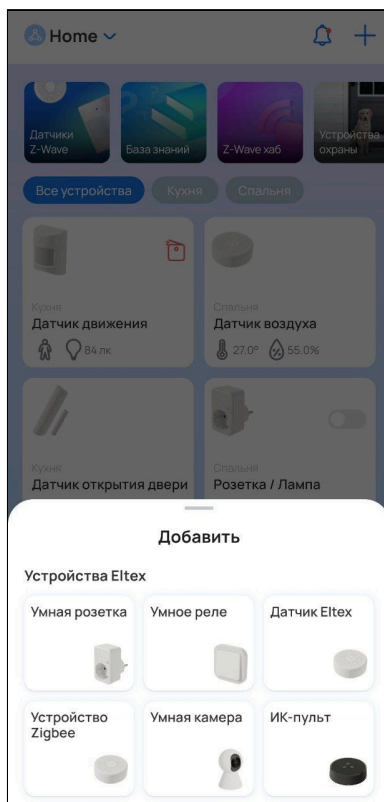 Home
Датчики
Z-Wave
База знаний
Z-Wave хаб
Устройства
охраны
Все устройства
Кухня
Спальня
Кухня
Датчик движения
84 лк
Спальня
Датчик воздуха
27.0° 55.0%
Кухня
Датчик открытия двери
Спальня
Розетка / Лампа
Добавить
Устройства Eltex
Умная розетка
Умное реле
Датчик Eltex
Устройство
Zigbee
Умная камера
ИК-пульт